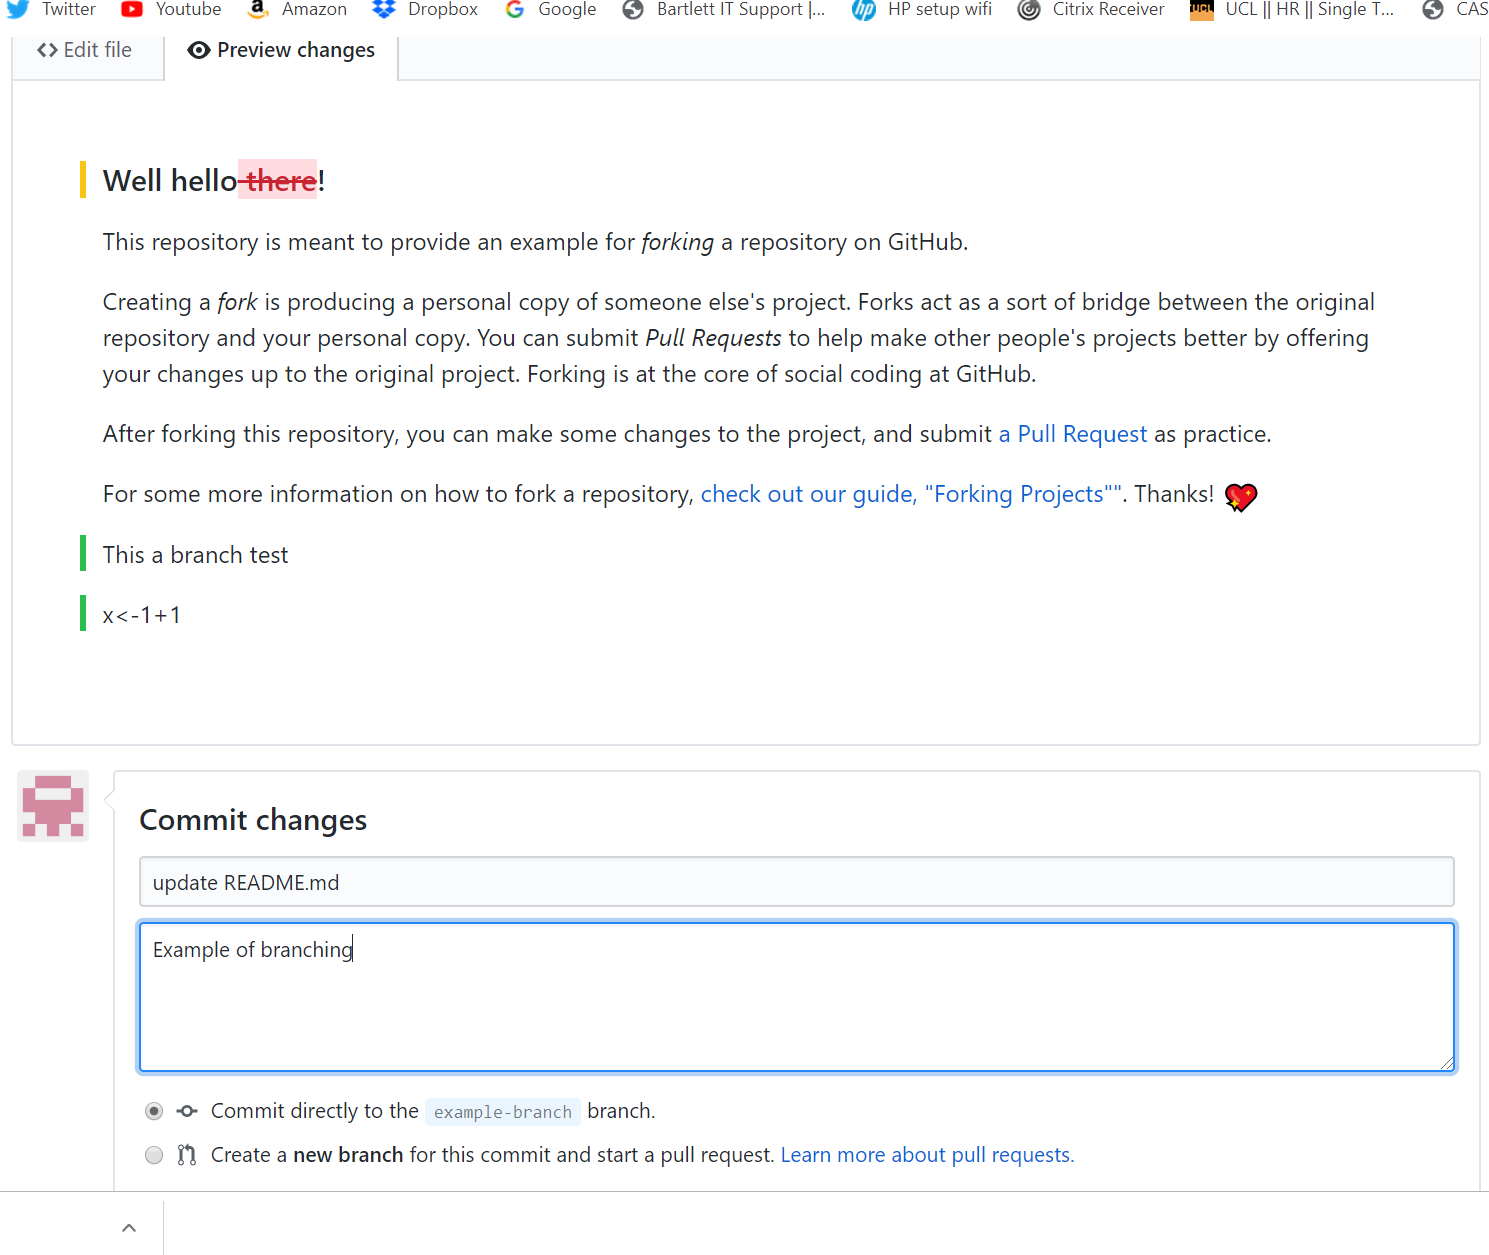 Twitter Youtube Amazon Dropbox Google Bartlett IT Support |... HP setup wifi Citrix Receiver UCL || HR || Single T... CAS
Edit file Preview changes
Well hello there!
This repository is meant to provide an example for forking a repository on GitHub.
Creating a fork is producing a personal copy of someone else's project. Forks act as a sort of bridge between the original
repository and your personal copy. You can submit Pull Requests to help make other people's projects better by offering
your changes up to the original project. Forking is at the core of social coding at GitHub.
After forking this repository, you can make some changes to the project, and submit a Pull Request as practice.
For some more information on how to fork a repository, check out our guide, "Forking Projects"". Thanks!
This a branch test
x<-1+1
Commit changes
update README.md
Example of branching
Commit directly to the example-branch branch.
Create a new branch for this commit and start a pull request. Learn more about pull requests.